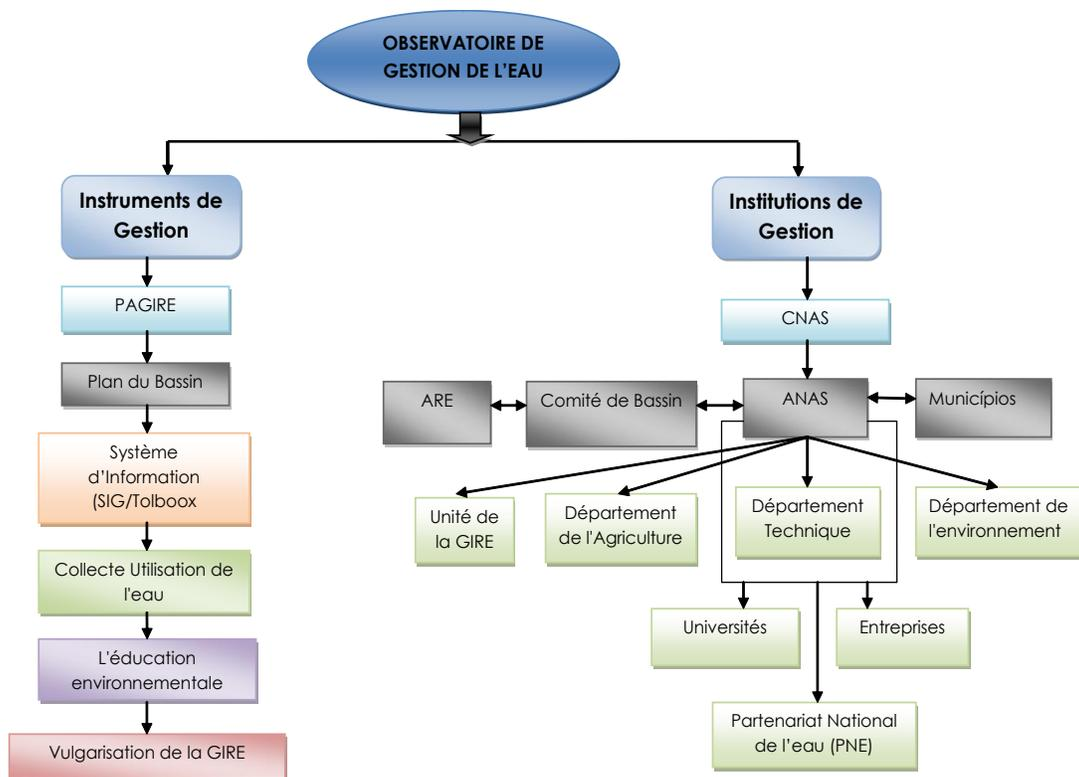 OBSERVATOIRE DE
GESTION DE L'EAU
Instruments de
Gestion
PAGIRE
Plan du Bassin
Système
d'Information
(SIG/Tolboox
Collecte Utilisation de
l'eau
L'éducation
environnementale
Vulgarisation de la GIRE
Institutions de
Gestion
CNAS
ARE
Comité de Bassin
ANAS
Municípios
Unité de
la GIRE
Département
de l'Agriculture
Département
Technique
Département de
l'environnement
Universités
Entreprises
Partenariat National
de l'eau (PNE)